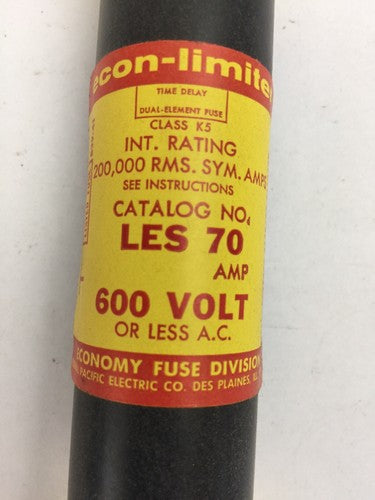 econ-limiter
TIME DELAY
DUAL-ELEMENT FUSE
CLASS K5
INT. RATING
200,000 RMS. SYM. AMPS
SEE INSTRUCTIONS
CATALOG NO.
LES 70
AMP
600 VOLT
OR LESS A.C.
ECONOMY FUSE DIVISION
PACIFIC ELECTRIC CO. DES PLAINES, ILL